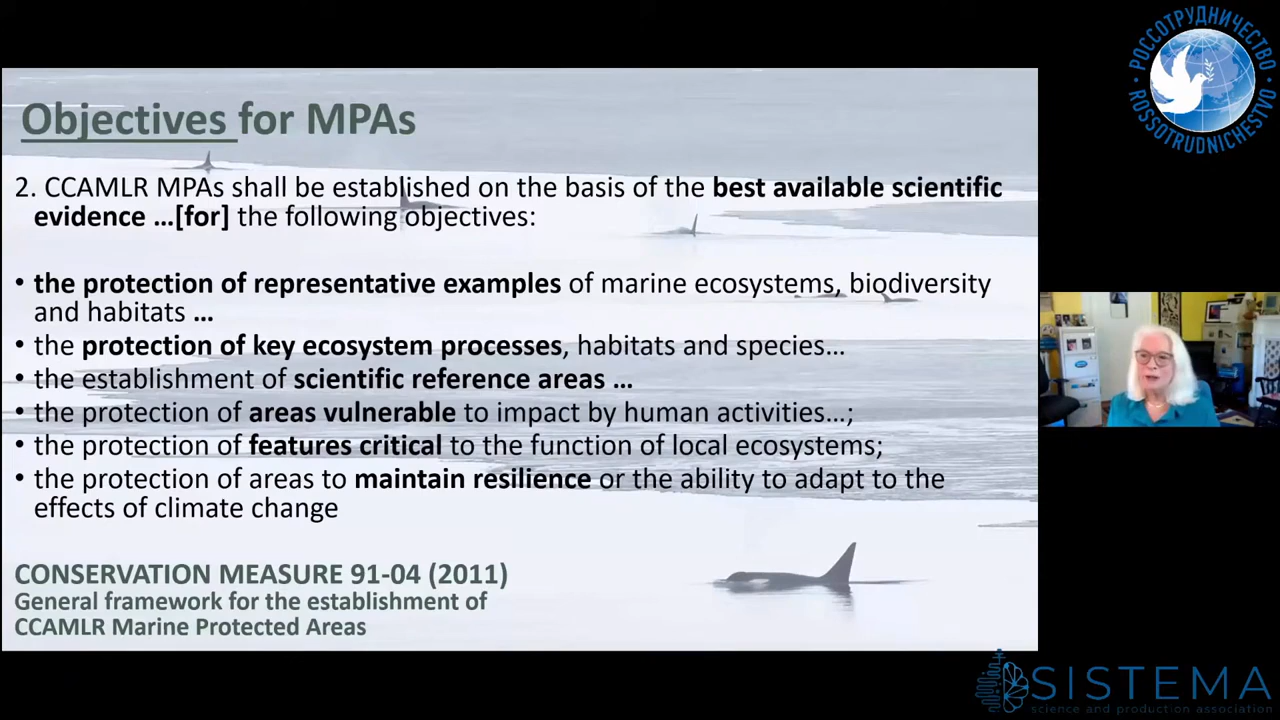 Objectives for MPAs
2. CCAMLR MPAs shall be established on the basis of the best available scientific
evidence ...[for] the following objectives:
• the protection of representative examples of marine ecosystems, biodiversity
and habitats ...
• the protection of key ecosystem processes, habitats and species...
• the establishment of scientific reference areas ...
• the protection of areas vulnerable to impact by human activities...;
• the protection of features critical to the function of local ecosystems;
• the protection of areas to maintain resilience or the ability to adapt to the
effects of climate change
CONSERVATION MEASURE 91-04 (2011)
General framework for the establishment of
CCAMLR Marine Protected Areas
РОССОТРУДНИЧЕСТВО
ROSSOTRUDNICHESTVO
SISTEMA
science and production association